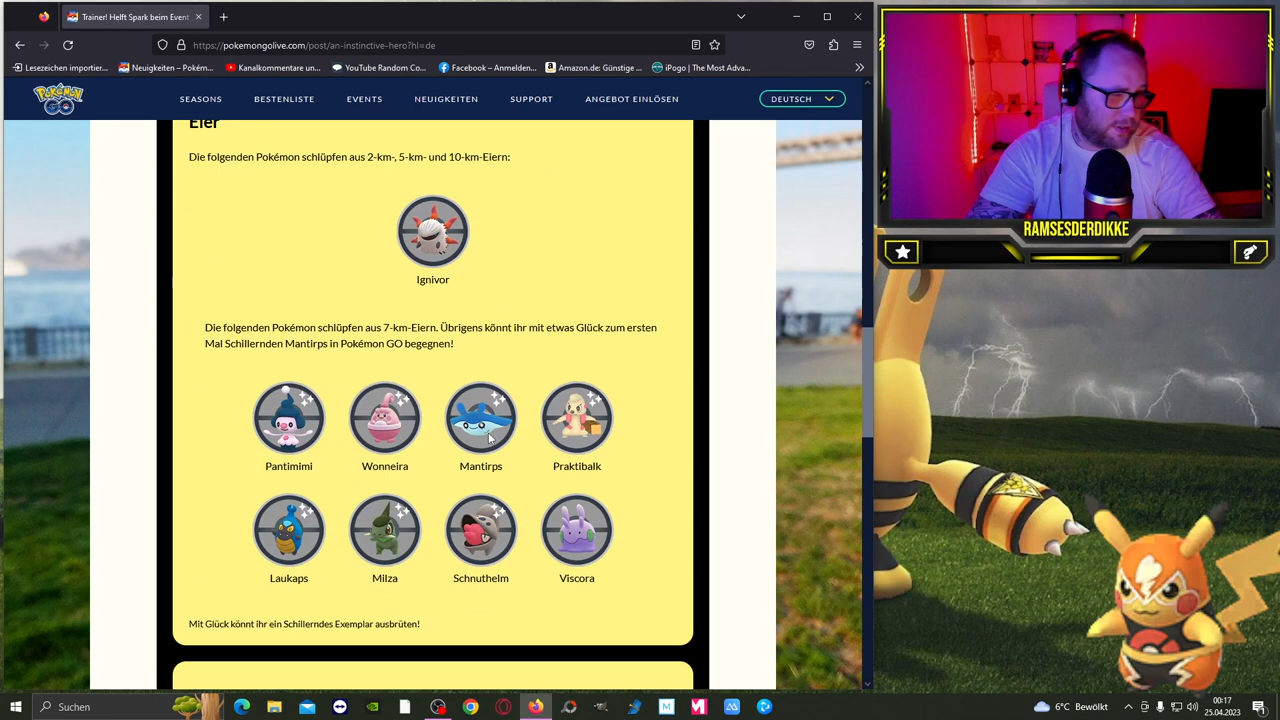 Trainer! Helft Spark beim Event
https://pokemongolive.com/post/an-instinctive-hero?hl=de
Lesezeichen importier...
Neuigkeiten – Pokém...
Kanalkommentare un...
YouTube Random Co...
Facebook – Anmelden...
Amazon.de: Günstige ...
iPogo | The Most Adva...
POKÉMON GO
SEASONS
BESTENLISTE
EVENTS
NEUIGKEITEN
SUPPORT
ANGEBOT EINLÖSEN
DEUTSCH
Eier
Die folgenden Pokémon schlüpfen aus 2-km-, 5-km- und 10-km-Eiern:
Ignivor
Die folgenden Pokémon schlüpfen aus 7-km-Eiern. Übrigens könnt ihr mit etwas Glück zum ersten
Mal Schillernden Mantirps in Pokémon GO begegnen!
Pantimimi
Wonneira
Mantirps
Praktibalk
Laukaps
Milza
Schnuthelm
Viscora
Mit Glück könnt ihr ein Schillerndes Exemplar ausbrüten!
RAMSESDERDIKKE
Suchen
6°C Bewölkt
00:17
25.04.2023